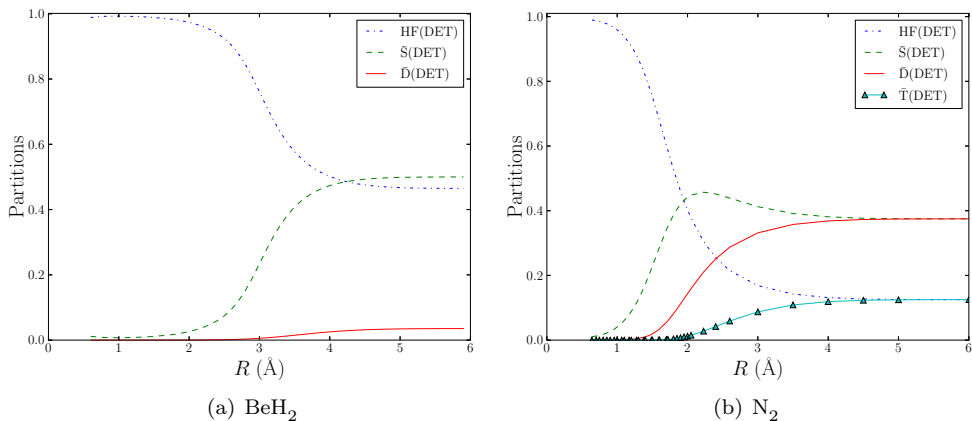 HF(DET)
S̄(DET)
D̄(DET)
Partitions
1.0
0.8
0.6
0.4
0.2
0.0
0 1 2 3 4 5 6
R (Å)
(a) BeH₂
HF(DET)
S̄(DET)
D̄(DET)
T̄(DET)
Partitions
1.0
0.8
0.6
0.4
0.2
0.0
0 1 2 3 4 5 6
R (Å)
(b) N₂